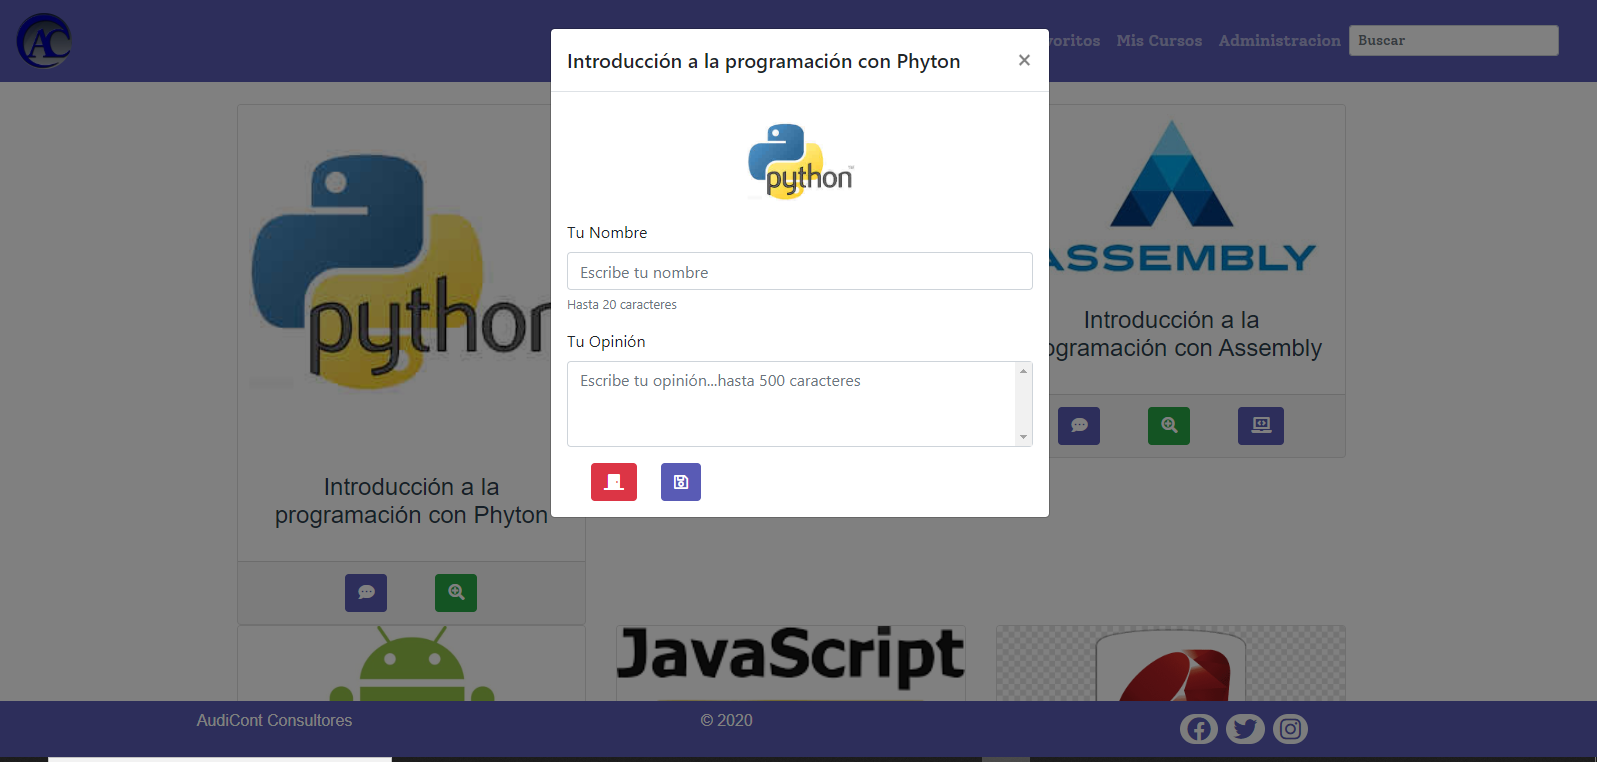 AC
voritos Mis Cursos Administracion Buscar
Introducción a la programación con Phyton ×
python™
Tu Nombre
Escribe tu nombre
Hasta 20 caracteres
Tu Opinión
Escribe tu opinión...hasta 500 caracteres
python
Introducción a la
programación con Phyton
ASSEMBLY
Introducción a la
ogramación con Assembly
JavaScript
AudiCont Consultores
© 2020